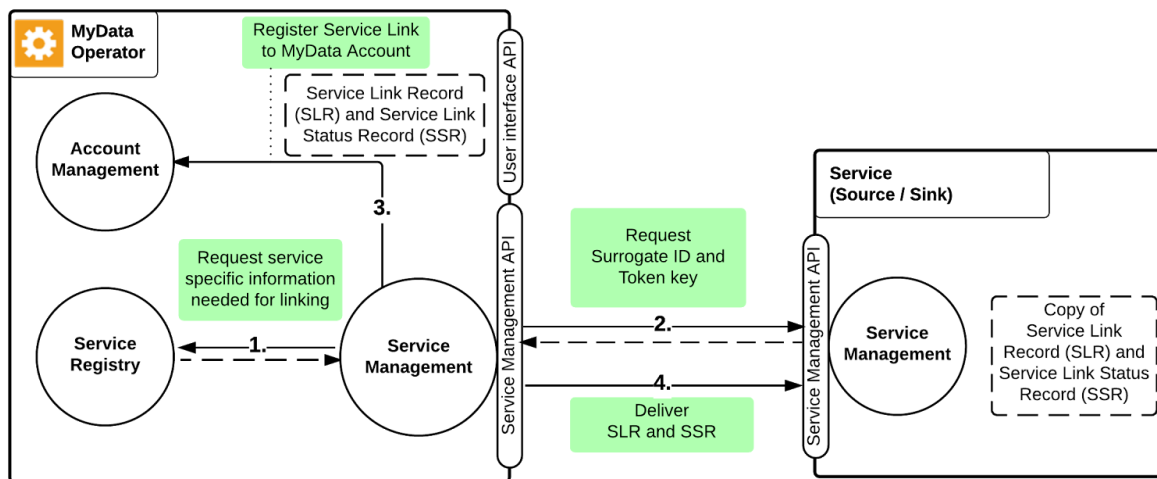 MyData
Operator
Register Service Link
to MyData Account
Service Link Record
(SLR) and Service Link
Status Record (SSR)
User interface API
Account
Management
3.
Request service
specific information
needed for linking
Service
Registry
1.
Service
Management
Service Management API
Request
Surrogate ID and
Token key
2.
4.
Deliver
SLR and SSR
Service
(Source / Sink)
Service Management API
Service
Management
Copy of
Service Link
Record (SLR) and
Service Link Status
Record (SSR)